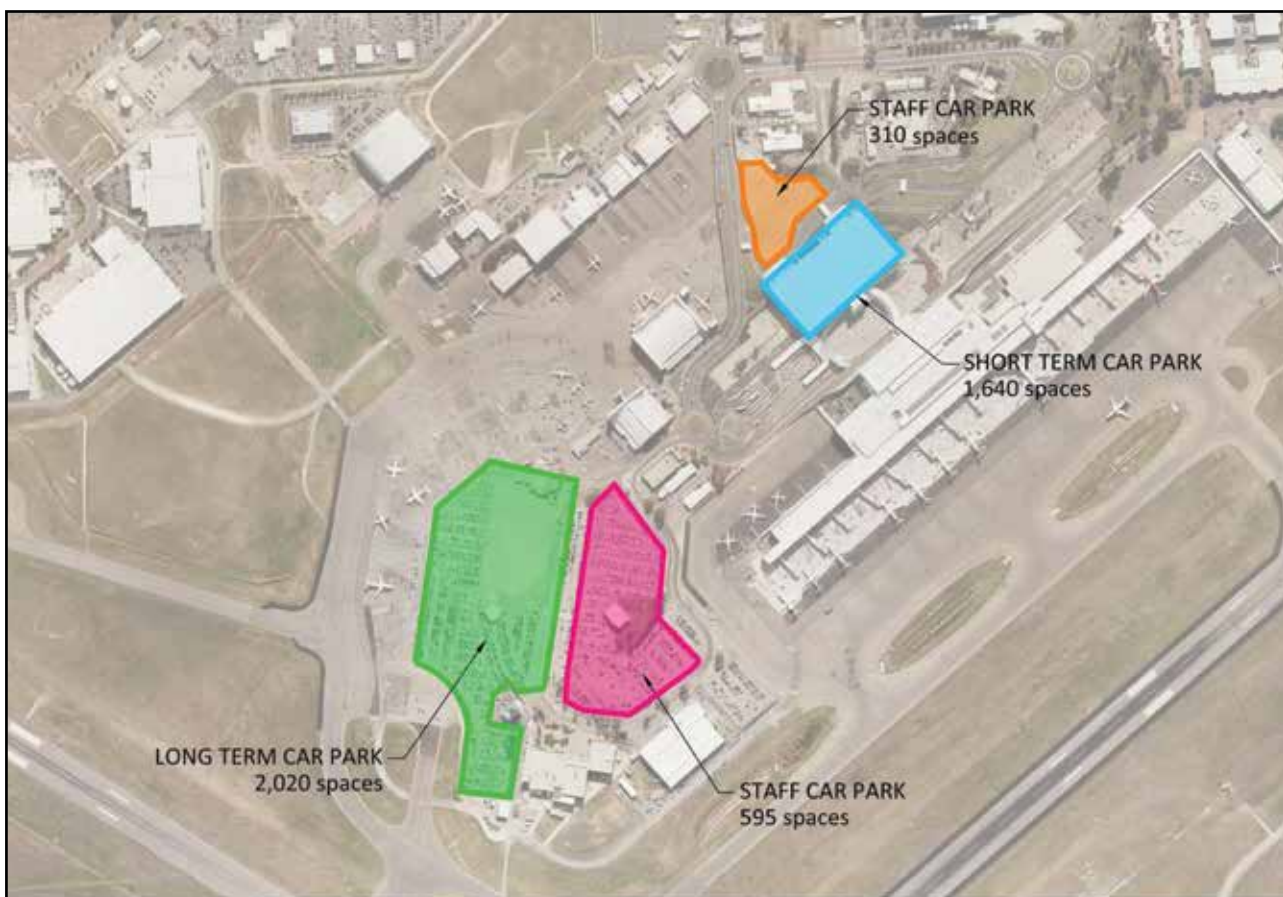 STAFF CAR PARK
310 spaces
SHORT TERM CAR PARK
1,640 spaces
LONG TERM CAR PARK
2,020 spaces
STAFF CAR PARK
595 spaces